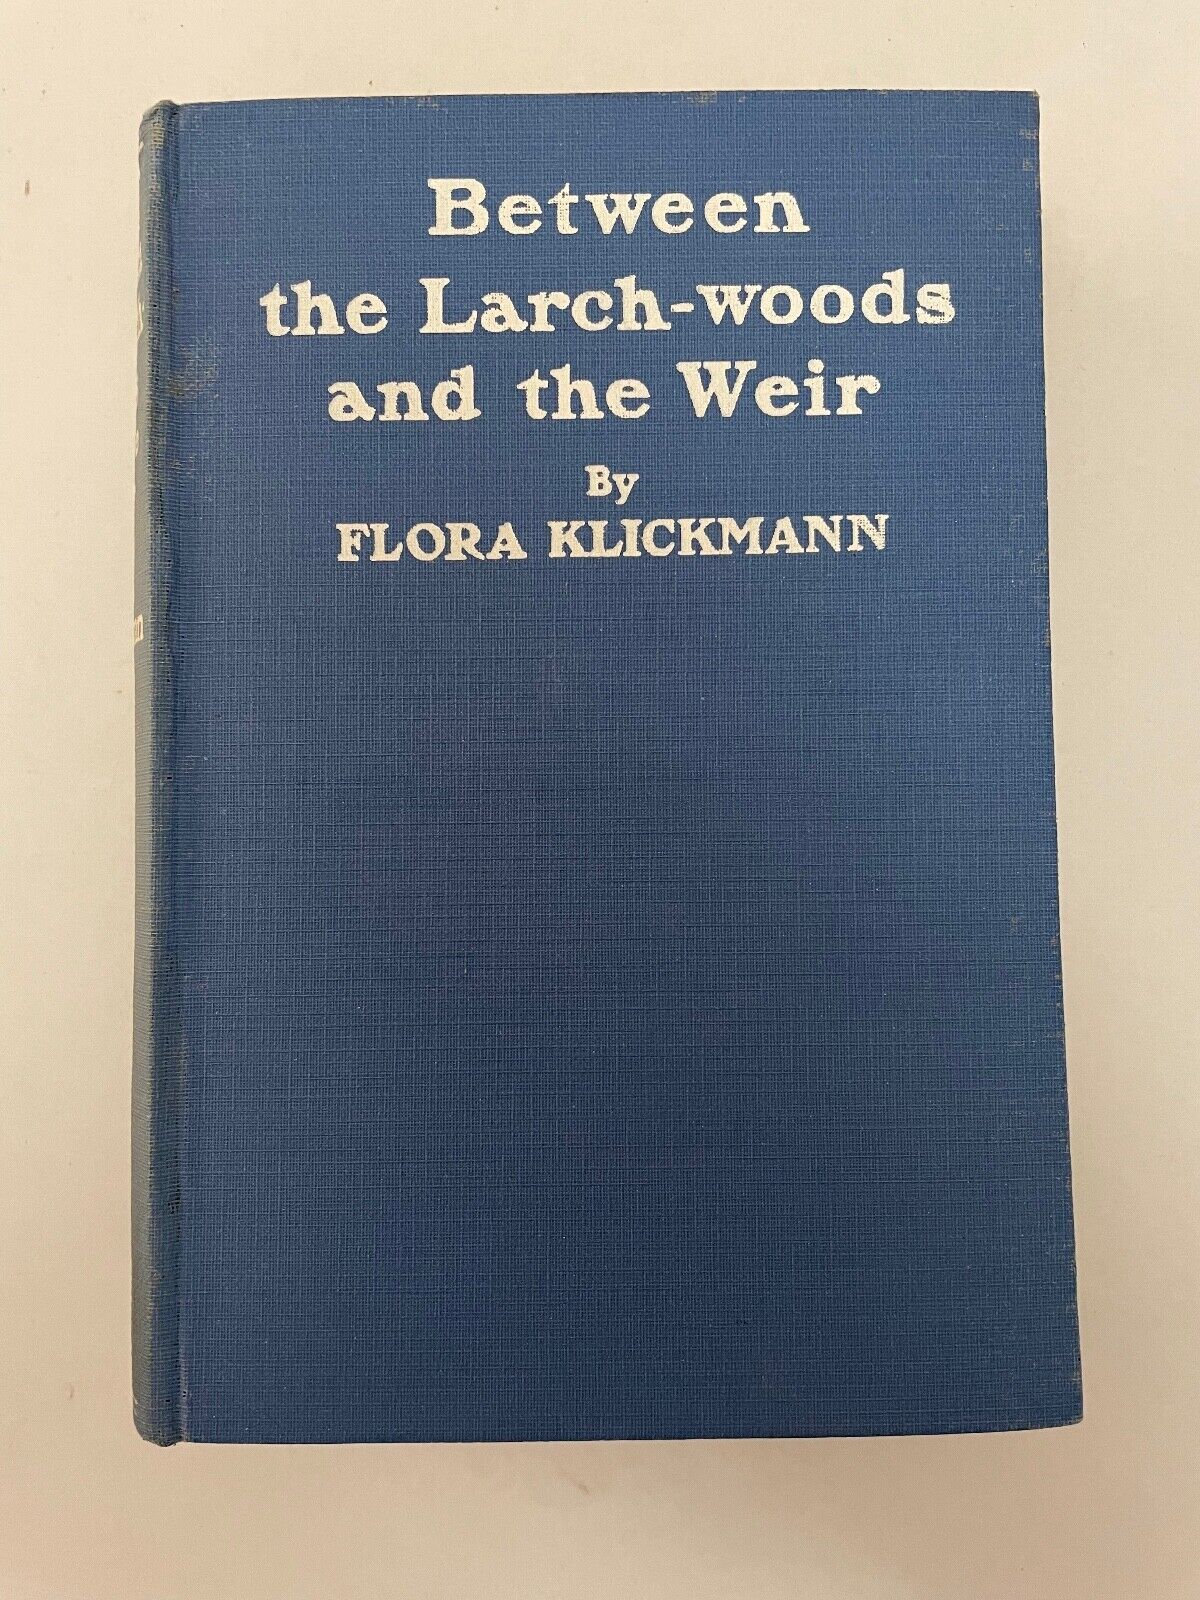 Between
the Larch-woods
and the Weir
By
FLORA KLICKMANN